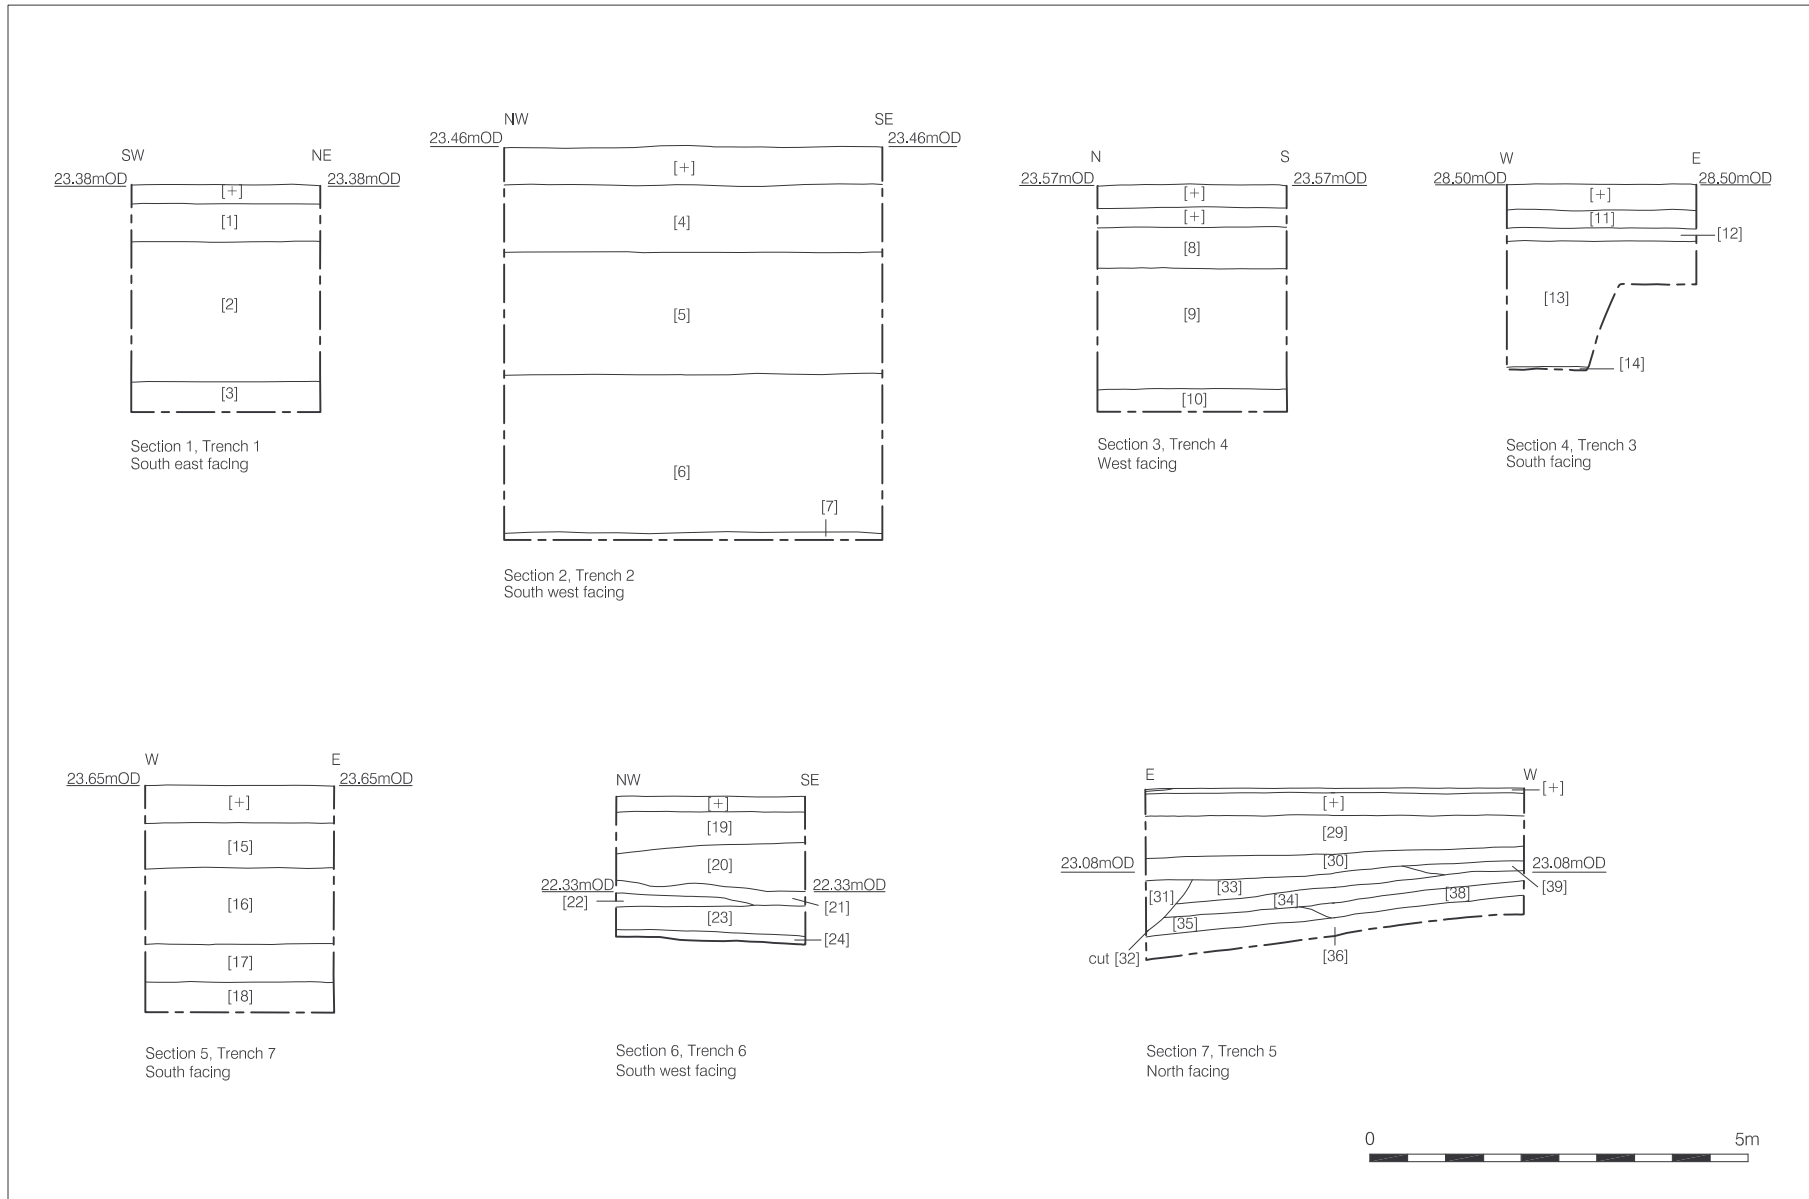 SW NE
23.38mOD 23.38mOD
[+]
[1]
[2]
[3]
Section 1, Trench 1
South east facing
NW SE
23.46mOD 23.46mOD
[+]
[4]
[5]
[6]
[7]
Section 2, Trench 2
South west facing
N S
23.57mOD 23.57mOD
[+]
[+]
[8]
[9]
[10]
Section 3, Trench 4
West facing
W E
28.50mOD 28.50mOD
[+]
[11]
[12]
[13]
[14]
Section 4, Trench 3
South facing
W E
23.65mOD 23.65mOD
[+]
[15]
[16]
[17]
[18]
Section 5, Trench 7
South facing
NW SE
[+]
[19]
[20]
22.33mOD 22.33mOD
[22] [21]
[23]
[24]
Section 6, Trench 6
South west facing
E W
[+]
[+]
[29]
[30]
23.08mOD 23.08mOD
[31] [33] [39]
[34] [38]
[35]
cut [32] [36]
Section 7, Trench 5
North facing
0 5m